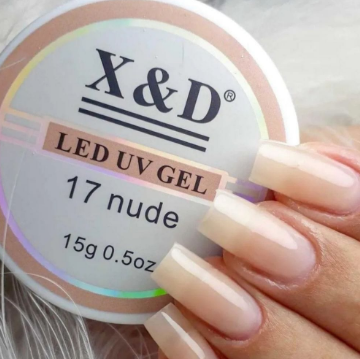 X&D®
LED UV GEL
17 nude
15g 0.5oz